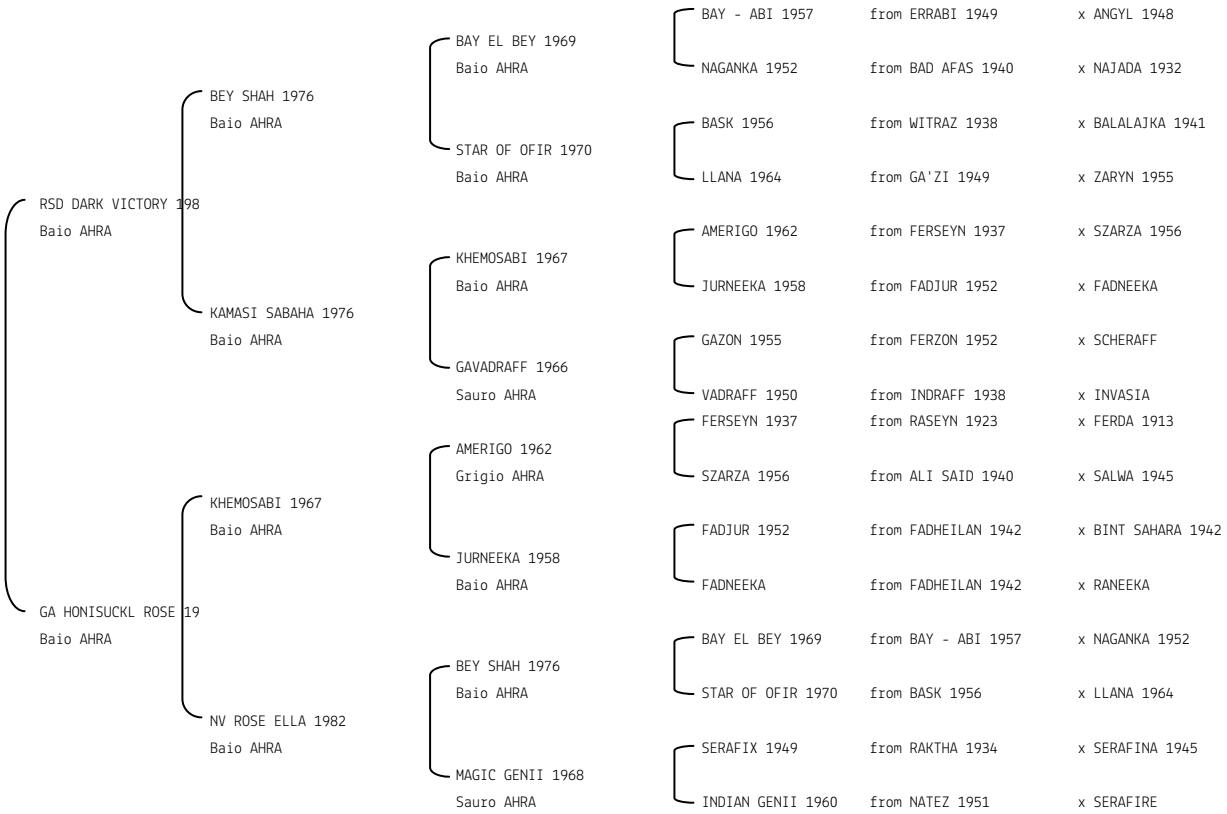 BAY - ABI 1957 from ERRABI 1949 x ANGYL 1948
BAY EL BEY 1969
Baio AHRA
NAGANKA 1952 from BAD AFAS 1940 x NAJADA 1932
BEY SHAH 1976
Baio AHRA
BASK 1956 from WITRAZ 1938 x BALALAJKA 1941
STAR OF OFIR 1970
Baio AHRA
LLANA 1964 from GA'ZI 1949 x ZARYN 1955
RSD DARK VICTORY 198
Baio AHRA
AMERIGO 1962 from FERSEYN 1937 x SZARZA 1956
KHEMOSABI 1967
Baio AHRA
JURNEEKA 1958 from FADJUR 1952 x FADNEEKA
KAMASI SABAHA 1976
Baio AHRA
GAZON 1955 from FERZON 1952 x SCHERAFF
GAVADRAFF 1966
Sauro AHRA
VADRAFF 1950 from INDRAFF 1938 x INVASIA
FERSEYN 1937 from RASEYN 1923 x FERDA 1913
AMERIGO 1962
Grigio AHRA
SZARZA 1956 from ALI SAID 1940 x SALWA 1945
KHEMOSABI 1967
Baio AHRA
FADJUR 1952 from FADHEILAN 1942 x BINT SAHARA 1942
JURNEEKA 1958
Baio AHRA
FADNEEKA from FADHEILAN 1942 x RANEEKA
GA HONISUCKL ROSE 19
Baio AHRA
BAY EL BEY 1969 from BAY - ABI 1957 x NAGANKA 1952
BEY SHAH 1976
Baio AHRA
STAR OF OFIR 1970 from BASK 1956 x LLANA 1964
NV ROSE ELLA 1982
Baio AHRA
SERAFIX 1949 from RAKTHA 1934 x SERAFINA 1945
MAGIC GENII 1968
Sauro AHRA
INDIAN GENII 1960 from NATEZ 1951 x SERAFIRE